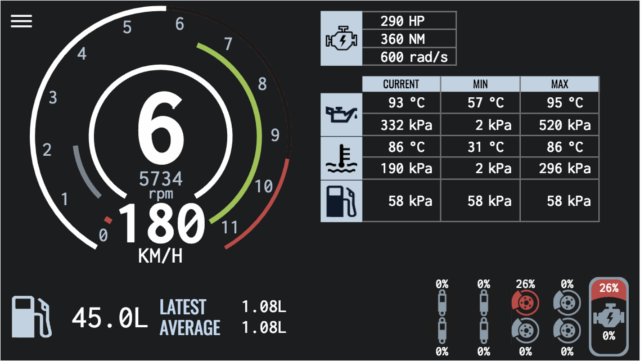 290 HP
360 NM
600 rad/s
0
1
2
3
4
5
6
7
8
9
10
11
6
5734
rpm
180
KM/H
CURRENT MIN MAX
93 °C 57 °C 95 °C
332 kPa 2 kPa 520 kPa
86 °C 31 °C 86 °C
190 kPa 2 kPa 296 kPa
58 kPa 58 kPa 58 kPa
45.0L
LATEST 1.08L
AVERAGE 1.08L
0% 0% 26% 0% 26%
0%
0% 0% 0% 0%